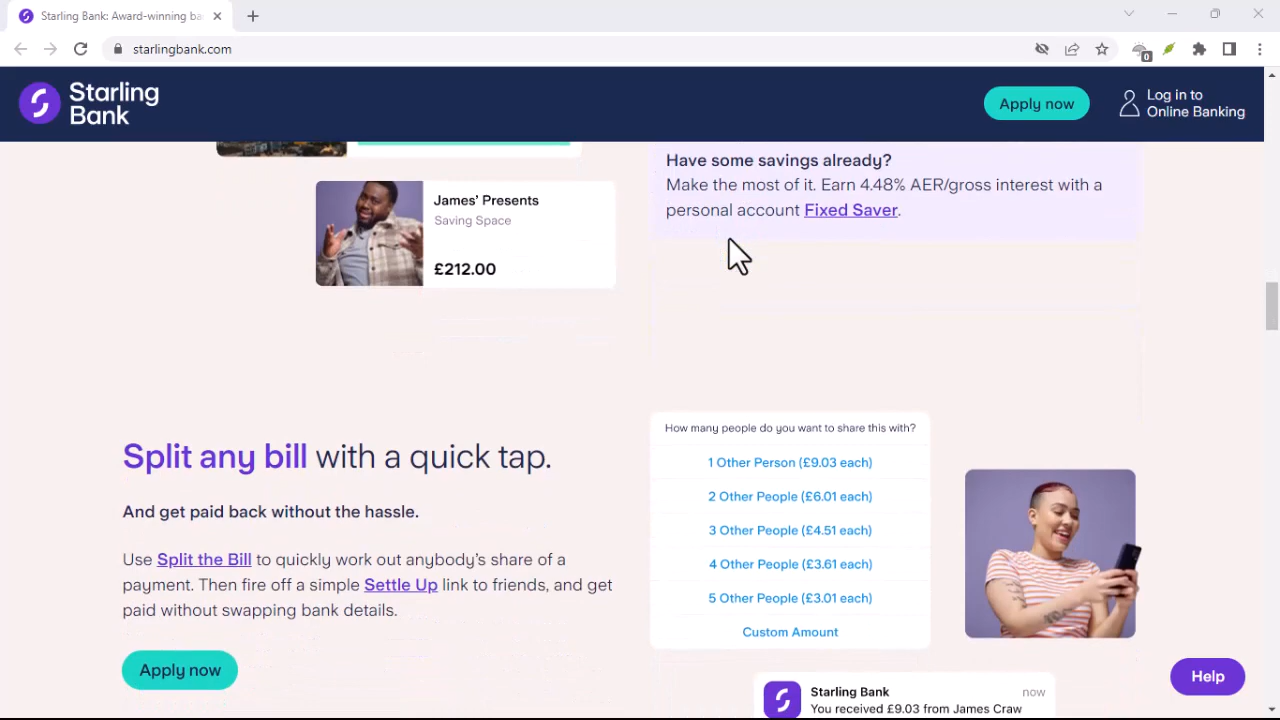 Starling Bank: Award-winning ba
starlingbank.com
0
Starling
Bank
Apply now
Log in to
Online Banking
James' Presents
Saving Space
£212.00
Have some savings already?
Make the most of it. Earn 4.48% AER/gross interest with a
personal account Fixed Saver.
Split any bill with a quick tap.
And get paid back without the hassle.
Use Split the Bill to quickly work out anybody's share of a
payment. Then fire off a simple Settle Up link to friends, and get
paid without swapping bank details.
Apply now
How many people do you want to share this with?
1 Other Person (£9.03 each)
2 Other People (£6.01 each)
3 Other People (£4.51 each)
4 Other People (£3.61 each)
5 Other People (£3.01 each)
Custom Amount
Starling Bank now
You received £9.03 from James Craw
Help